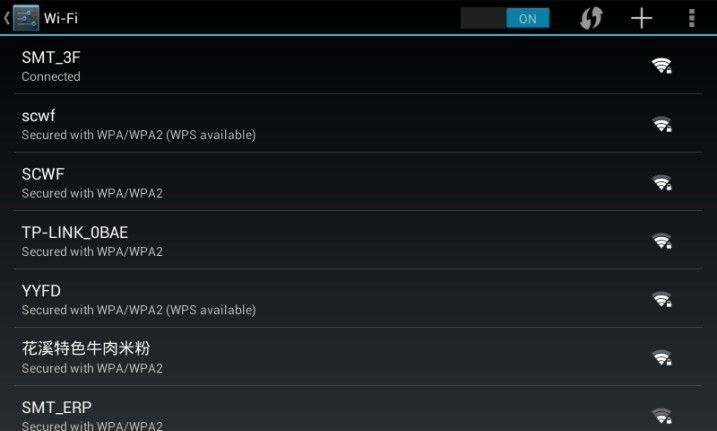 Wi-Fi
ON
SMT_3F
Connected
scwf
Secured with WPA/WPA2 (WPS available)
SCWF
Secured with WPA/WPA2
TP-LINK_0BAE
Secured with WPA/WPA2
YYFD
Secured with WPA/WPA2 (WPS available)
花溪特色牛肉米粉
Secured with WPA/WPA2
SMT_ERP
Secured with WPA/WPA2